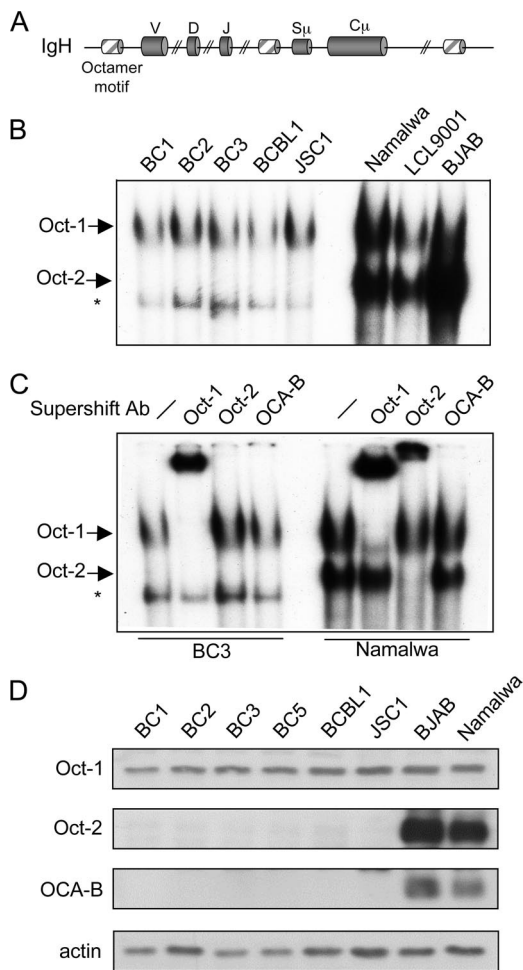 A
IgH
V D J Sμ Cμ
Octamer
motif
B
BC1 BC2 BC3 BCBL1 JSC1 Namalwa LCL9001 BJAB
Oct-1
Oct-2
*
C
Supershift Ab / Oct-1 Oct-2 OCA-B / Oct-1 Oct-2 OCA-B
Oct-1
Oct-2
*
BC3 Namalwa
D
BC1 BC2 BC3 BC5 BCBL1 JSC1 BJAB Namalwa
Oct-1
Oct-2
OCA-B
actin